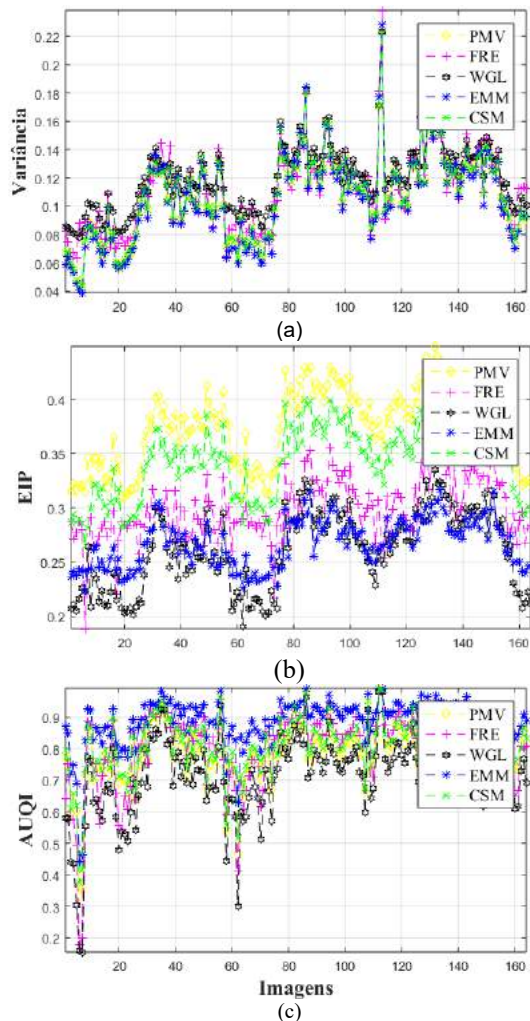 Variância
0.22
0.2
0.18
0.16
0.14
0.12
0.1
0.08
0.06
0.04
20 40 60 80 100 120 140 160
PMV
FRE
WGL
EMM
CSM
(a)
EIP
0.4
0.35
0.3
0.25
0.2
20 40 60 80 100 120 140 160
PMV
FRE
WGL
EMM
CSM
(b)
AUQI
0.9
0.8
0.7
0.6
0.5
0.4
0.3
0.2
20 40 60 80 100 120 140 160
PMV
FRE
WGL
EMM
CSM
Imagens
(c)